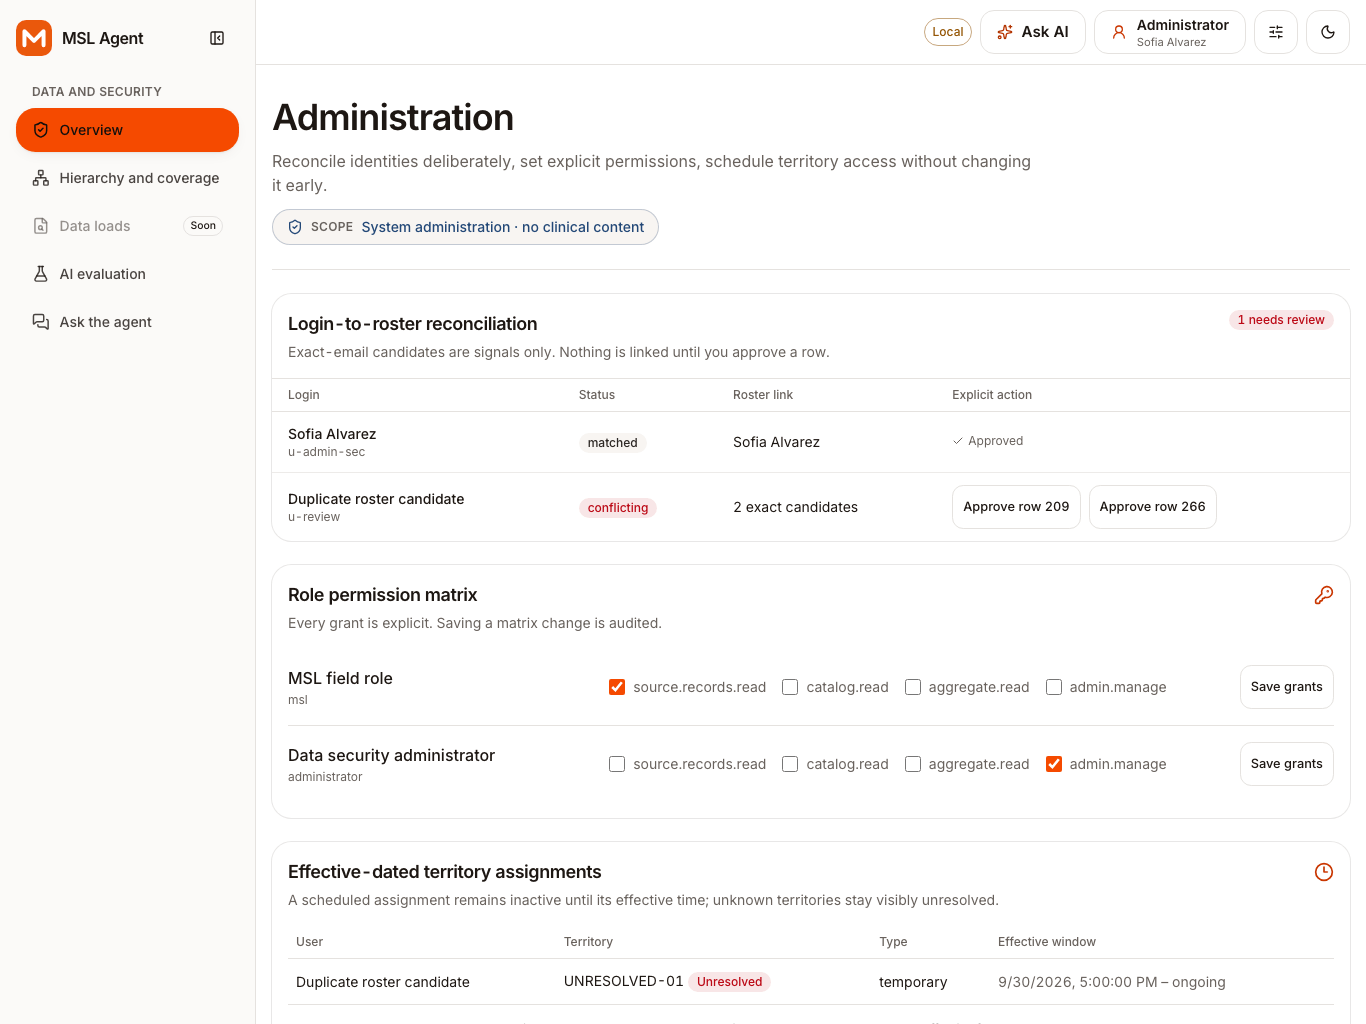 MSL Agent
Local
Ask AI
Administrator
Sofia Alvarez
DATA AND SECURITY
Overview
Hierarchy and coverage
Data loads
Soon
AI evaluation
Ask the agent
Administration
Reconcile identities deliberately, set explicit permissions, schedule territory access without changing
it early.
SCOPE System administration · no clinical content
Login-to-roster reconciliation
1 needs review
Exact-email candidates are signals only. Nothing is linked until you approve a row.
Login Status Roster link Explicit action
Sofia Alvarez
u-admin-sec
matched
Sofia Alvarez
Approved
Duplicate roster candidate
u-review
conflicting
2 exact candidates
Approve row 209
Approve row 266
Role permission matrix
Every grant is explicit. Saving a matrix change is audited.
MSL field role
msl
source.records.read catalog.read aggregate.read admin.manage
Save grants
Data security administrator
administrator
source.records.read catalog.read aggregate.read admin.manage
Save grants
Effective-dated territory assignments
A scheduled assignment remains inactive until its effective time; unknown territories stay visibly unresolved.
User Territory Type Effective window
Duplicate roster candidate UNRESOLVED-01 Unresolved temporary 9/30/2026, 5:00:00 PM – ongoing